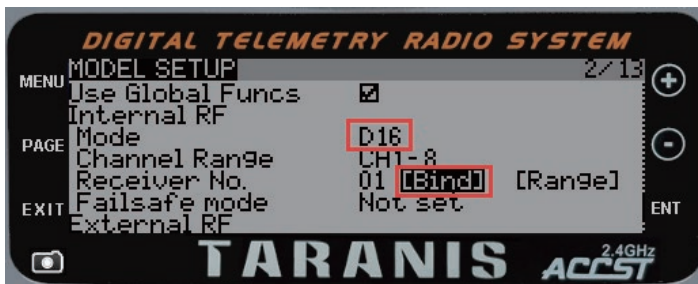 DIGITAL TELEMETRY RADIO SYSTEM
MENU
PAGE
EXIT
MODEL SETUP 2/13
Use Global Funcs
Internal RF
Mode D16
Channel Range CH1-8
Receiver No. 01 [Bind] [Range]
Failsafe mode Not set
External RF
+
-
ENT
TARANIS
2.4GHz
ACCST